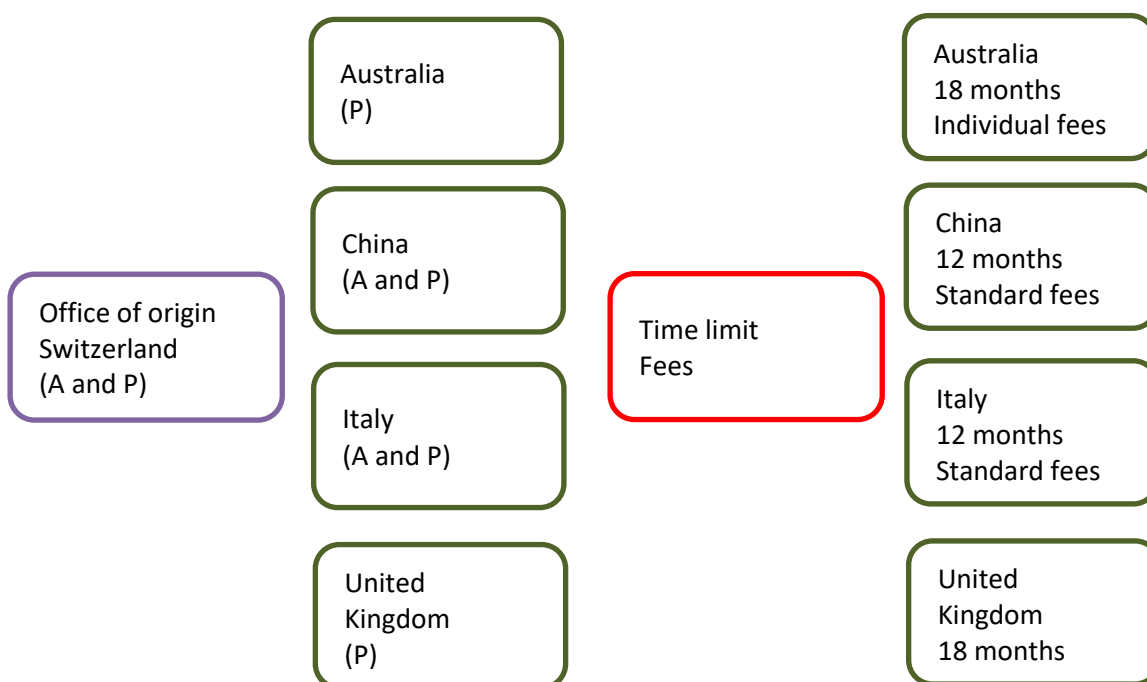 Office of origin
Switzerland
(A and P)
Australia
(P)
China
(A and P)
Italy
(A and P)
United
Kingdom
(P)
Time limit
Fees
Australia
18 months
Individual fees
China
12 months
Standard fees
Italy
12 months
Standard fees
United
Kingdom
18 months